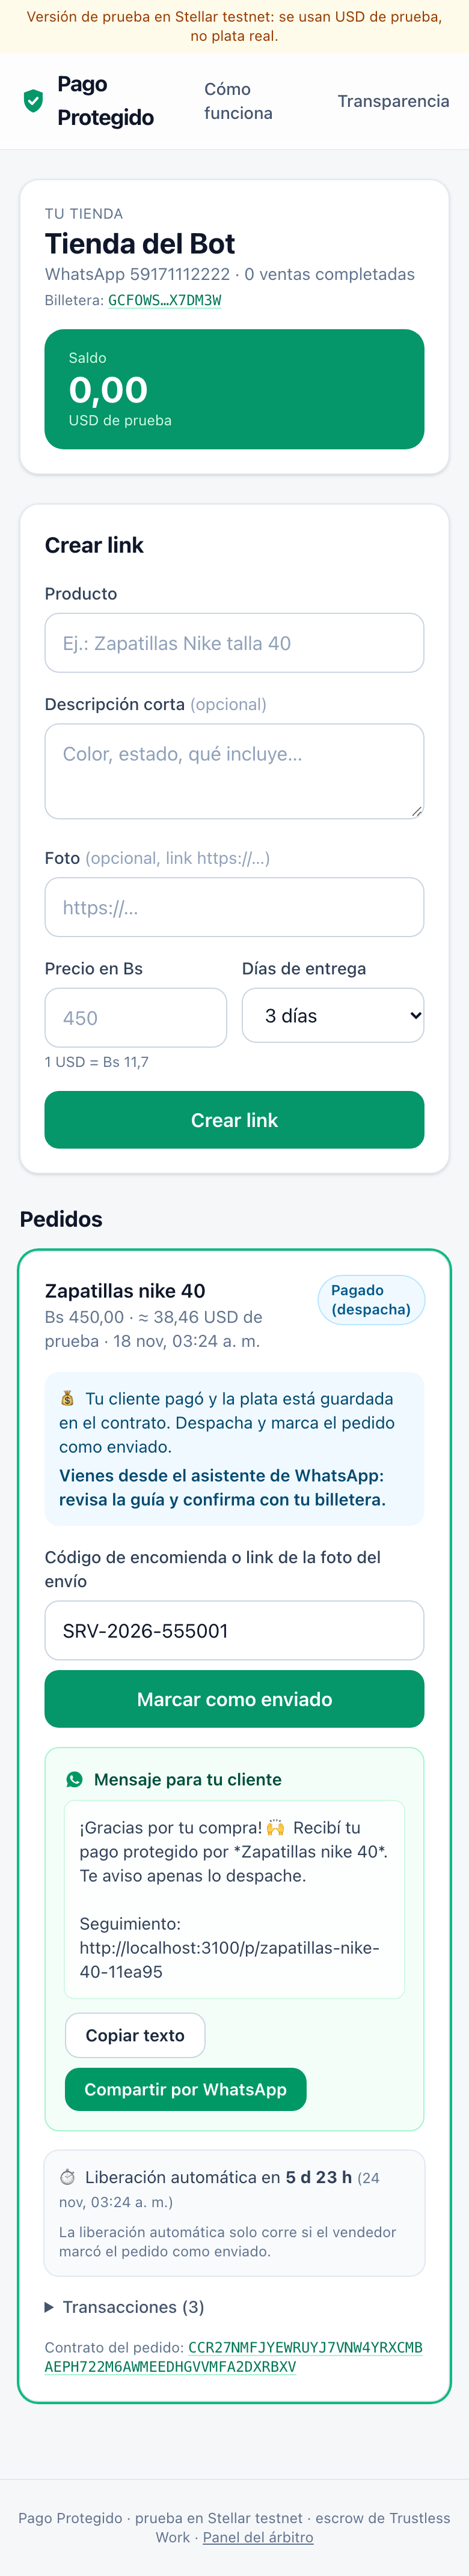 Versión de prueba en Stellar testnet: se usan USD de prueba,
no plata real.
Pago
Protegido
Cómo
funciona
Transparencia
TU TIENDA
Tienda del Bot
WhatsApp 59171112222 · 0 ventas completadas
Billetera: GCFOWS…X7DM3W
Saldo
0,00
USD de prueba
Crear link
Producto
Ej.: Zapatillas Nike talla 40
Descripción corta (opcional)
Color, estado, qué incluye…
Foto (opcional, link https://…)
https://…
Precio en Bs
Días de entrega
450
3 días
1 USD = Bs 11,7
Crear link
Pedidos
Zapatillas nike 40
Pagado
(despacha)
Bs 450,00 · ≈ 38,46 USD de
prueba · 18 nov, 03:24 a. m.
Tu cliente pagó y la plata está guardada
en el contrato. Despacha y marca el pedido
como enviado.
Vienes desde el asistente de WhatsApp:
revisa la guía y confirma con tu billetera.
Código de encomienda o link de la foto del
envío
SRV-2026-555001
Marcar como enviado
Mensaje para tu cliente
¡Gracias por tu compra! 🙌 Recibí tu
pago protegido por *Zapatillas nike 40*.
Te aviso apenas lo despache.
Seguimiento:
http://localhost:3100/p/zapatillas-nike-
40-11ea95
Copiar texto
Compartir por WhatsApp
Liberación automática en 5 d 23 h (24
nov, 03:24 a. m.)
La liberación automática solo corre si el vendedor
marcó el pedido como enviado.
Transacciones (3)
Contrato del pedido: CCR27NMFJYEWRUYJ7VNW4YRXCMB
AEPH722M6AWMEEDHGVVMFA2DXRBXV
Pago Protegido · prueba en Stellar testnet · escrow de Trustless
Work · Panel del árbitro